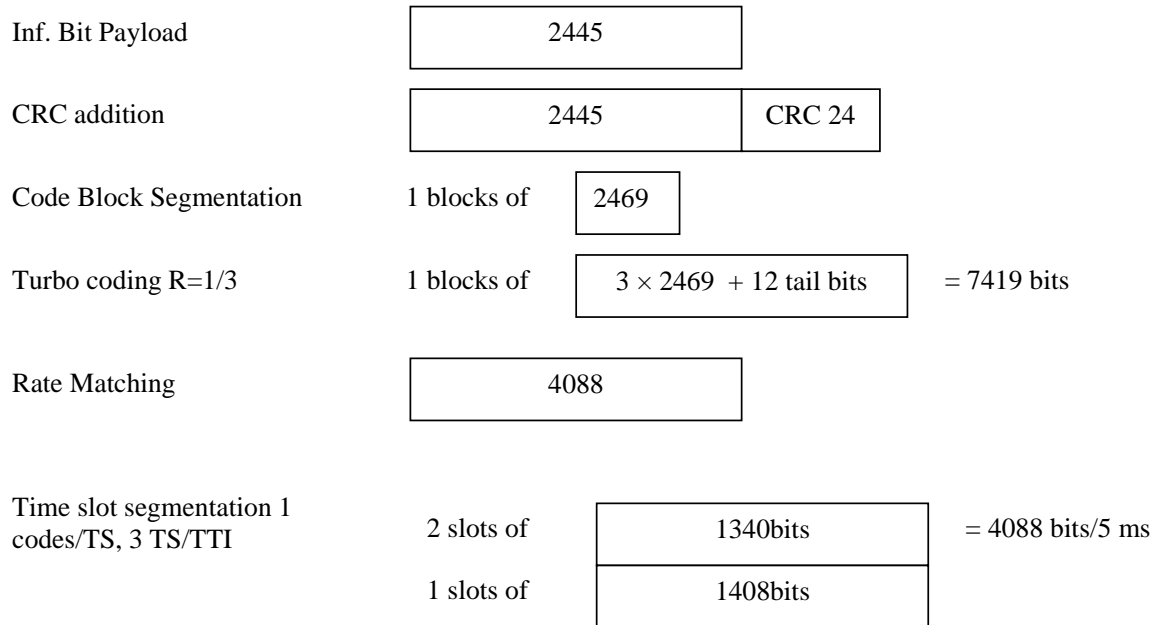 Inf. Bit Payload 2445
CRC addition 2445 CRC 24
Code Block Segmentation 1 blocks of 2469
Turbo coding R=1/3 1 blocks of 3 × 2469 + 12 tail bits = 7419 bits
Rate Matching 4088
Time slot segmentation 1
codes/TS, 3 TS/TTI 2 slots of 1340bits = 4088 bits/5 ms
1 slots of 1408bits